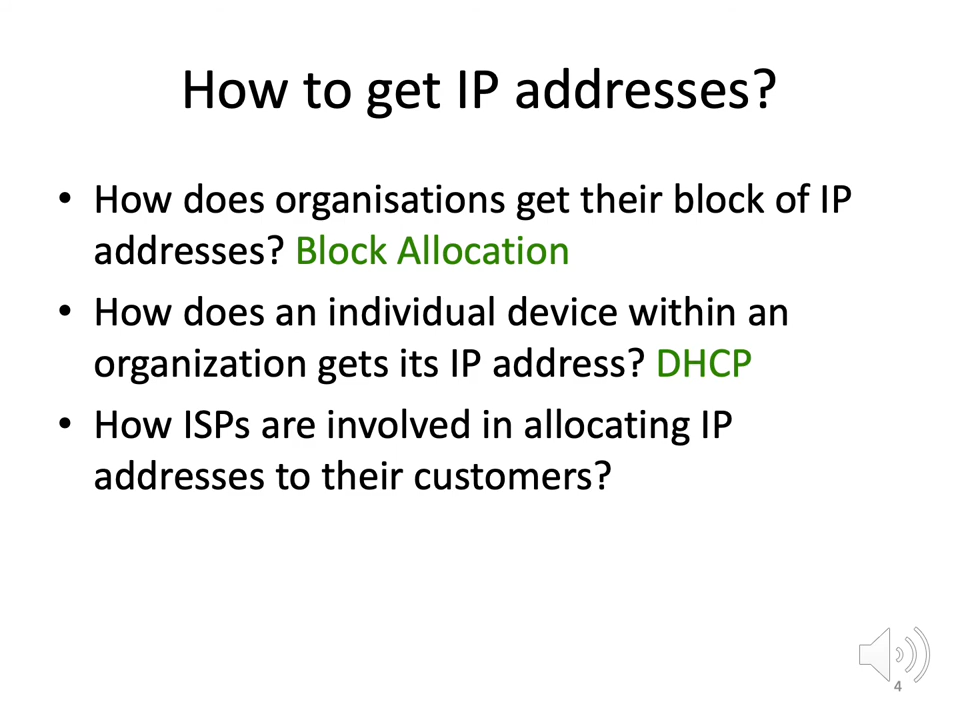 How to get IP addresses?
• How does organisations get their block of IP
addresses? Block Allocation
• How does an individual device within an
organization gets its IP address? DHCP
• How ISPs are involved in allocating IP
addresses to their customers?
4